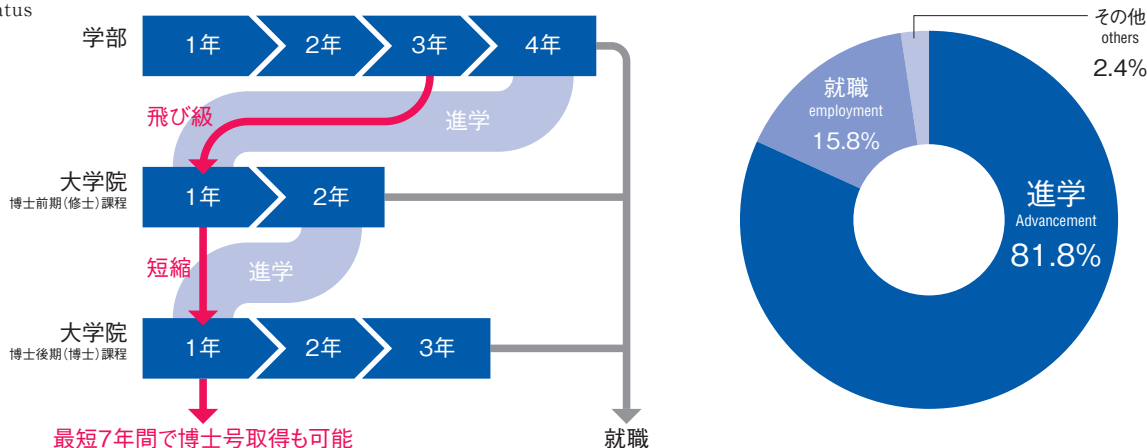 学部
1年 2年 3年 4年
飛び級
進学
大学院
博士前期(修士)課程
1年 2年
短縮
進学
大学院
博士後期(博士)課程
1年 2年 3年
最短7年間で博士号取得も可能
就職
その他
others
2.4%
就職
employment
15.8%
進学
Advancement
81.8%